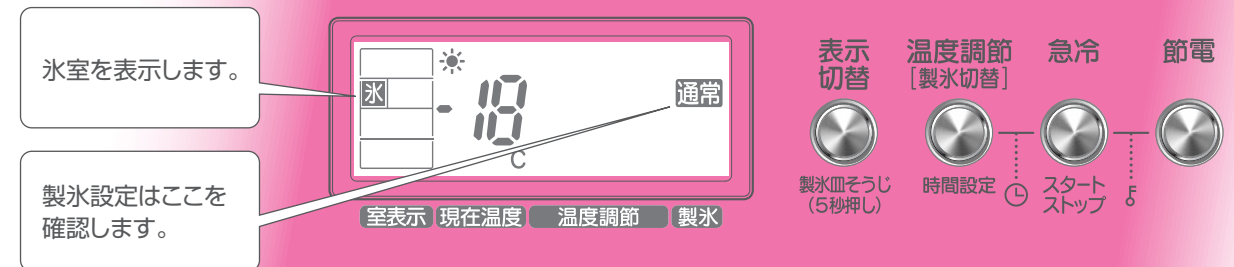 氷室を表示します。
製氷設定はここを
確認します。
氷
-18
C
通常
室表示 現在温度 温度調節 製氷
表示
切替
製氷皿そうじ
(5秒押し)
温度調節
[製氷切替]
時間設定
急冷
スタート
ストップ
節電